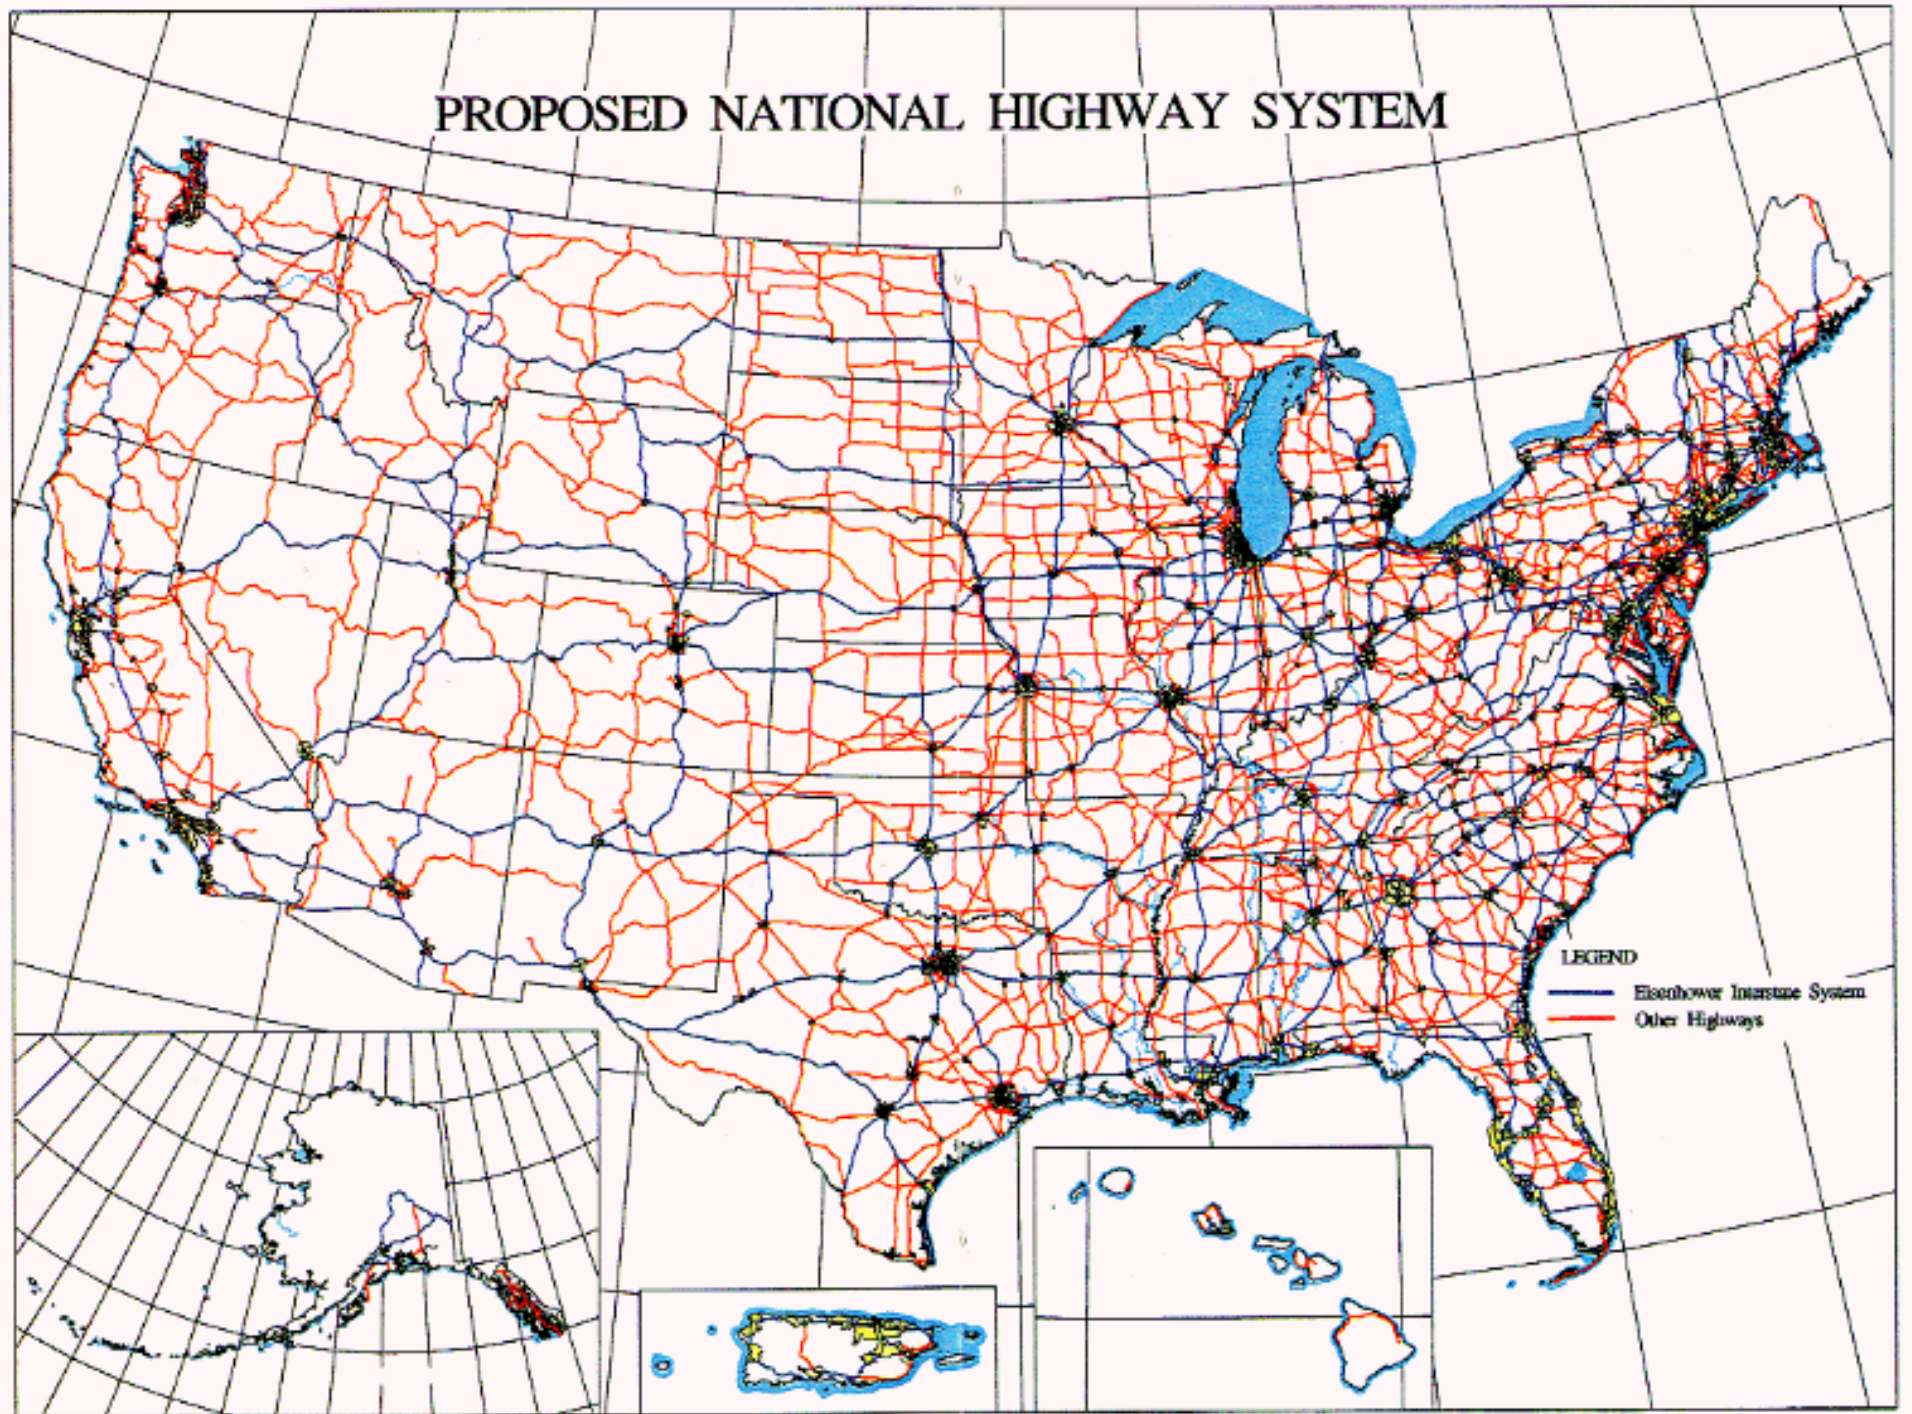 PROPOSED NATIONAL HIGHWAY SYSTEM
LEGEND
Eisenhower Interstate System
Other Highways